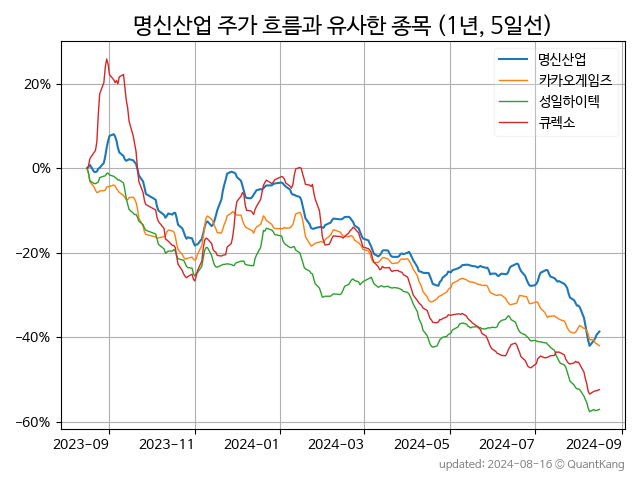 명신산업 주가 흐름과 유사한 종목 (1년, 5일선)
명신산업
카카오게임즈
성일하이텍
큐렉소
20%
0%
−20%
−40%
−60%
2023-09 2023-11 2024-01 2024-03 2024-05 2024-07 2024-09
updated: 2024-08-16 © QuantKang